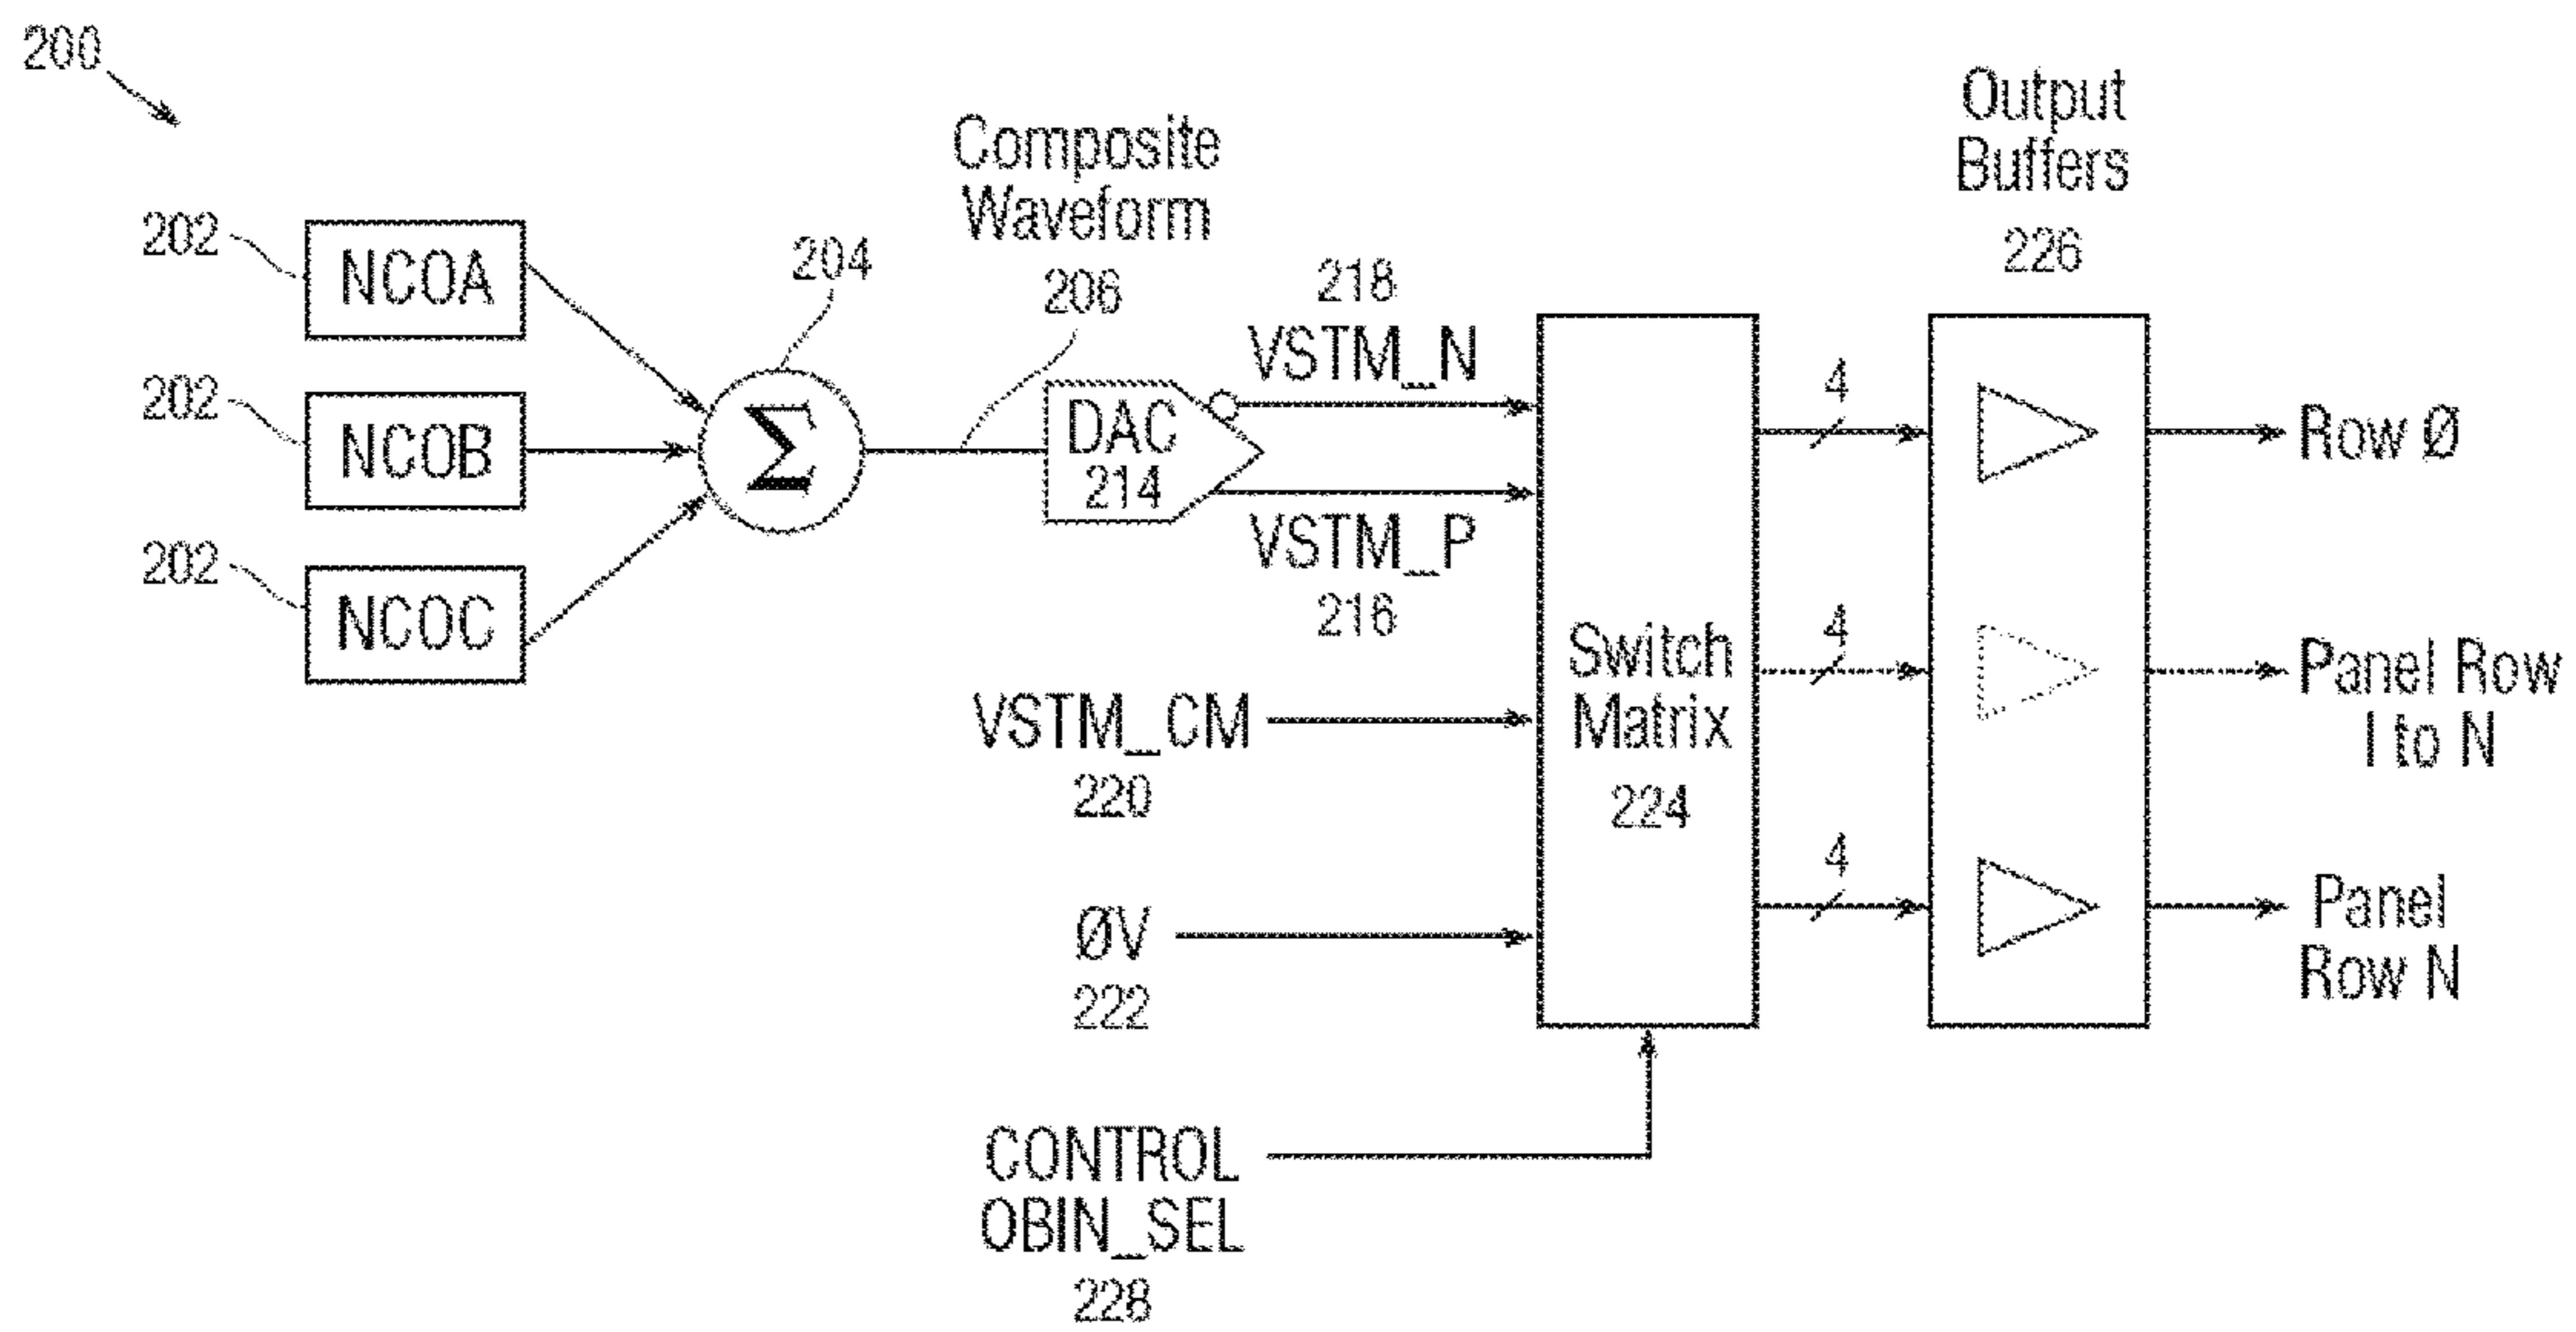 200
202
NCOA
202
NCOB
202
NCOC
204
Σ
Composite
Waveform
206
DAC
214
218
VSTM_N
VSTM_P
216
VSTM_CM
220
ØV
222
CONTROL
OBIN_SEL
228
Switch
Matrix
224
4
4
4
Output
Buffers
226
Row Ø
Panel Row
I to N
Panel
Row N